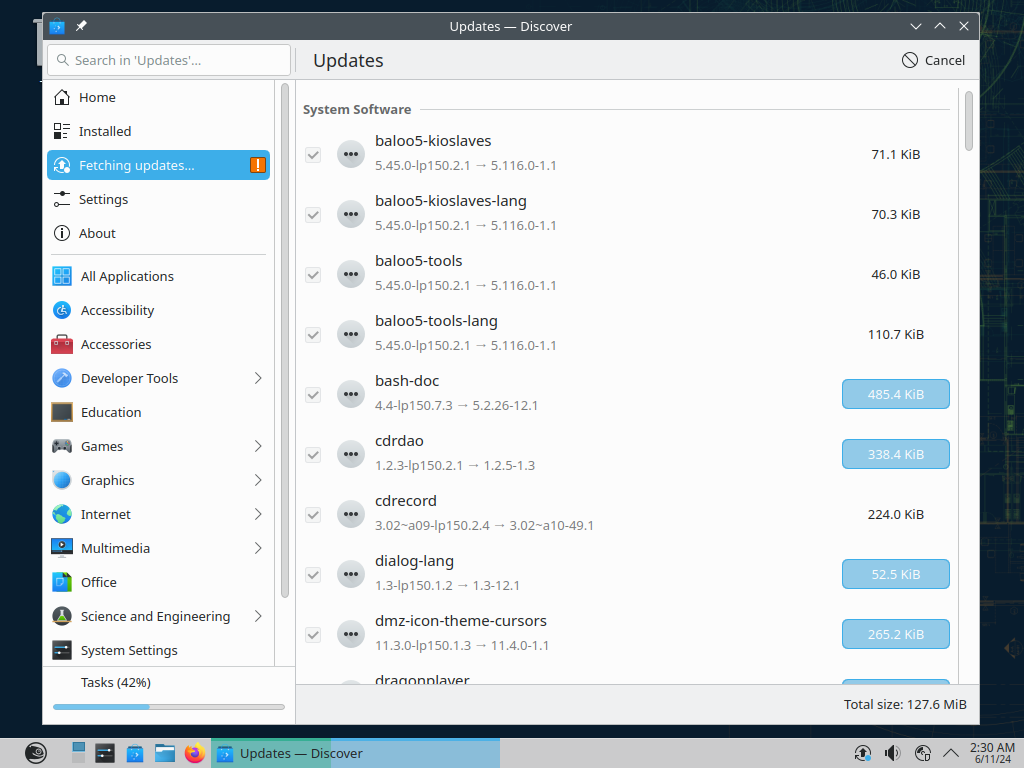 Updates — Discover
Search in 'Updates'...
Updates
Cancel
Home
Installed
Fetching updates...
Settings
About
All Applications
Accessibility
Accessories
Developer Tools
Education
Games
Graphics
Internet
Multimedia
Office
Science and Engineering
System Settings
Tasks (42%)
System Software
baloo5-kioslaves
5.45.0-lp150.2.1 → 5.116.0-1.1
71.1 KiB
baloo5-kioslaves-lang
5.45.0-lp150.2.1 → 5.116.0-1.1
70.3 KiB
baloo5-tools
5.45.0-lp150.2.1 → 5.116.0-1.1
46.0 KiB
baloo5-tools-lang
5.45.0-lp150.2.1 → 5.116.0-1.1
110.7 KiB
bash-doc
4.4-lp150.7.3 → 5.2.26-12.1
485.4 KiB
cdrdao
1.2.3-lp150.2.1 → 1.2.5-1.3
338.4 KiB
cdrecord
3.02~a09-lp150.2.4 → 3.02~a10-49.1
224.0 KiB
dialog-lang
1.3-lp150.1.2 → 1.3-12.1
52.5 KiB
dmz-icon-theme-cursors
11.3.0-lp150.1.3 → 11.4.0-1.1
265.2 KiB
dragonplayer
Total size: 127.6 MiB
Updates — Discover
2:30 AM
6/11/24